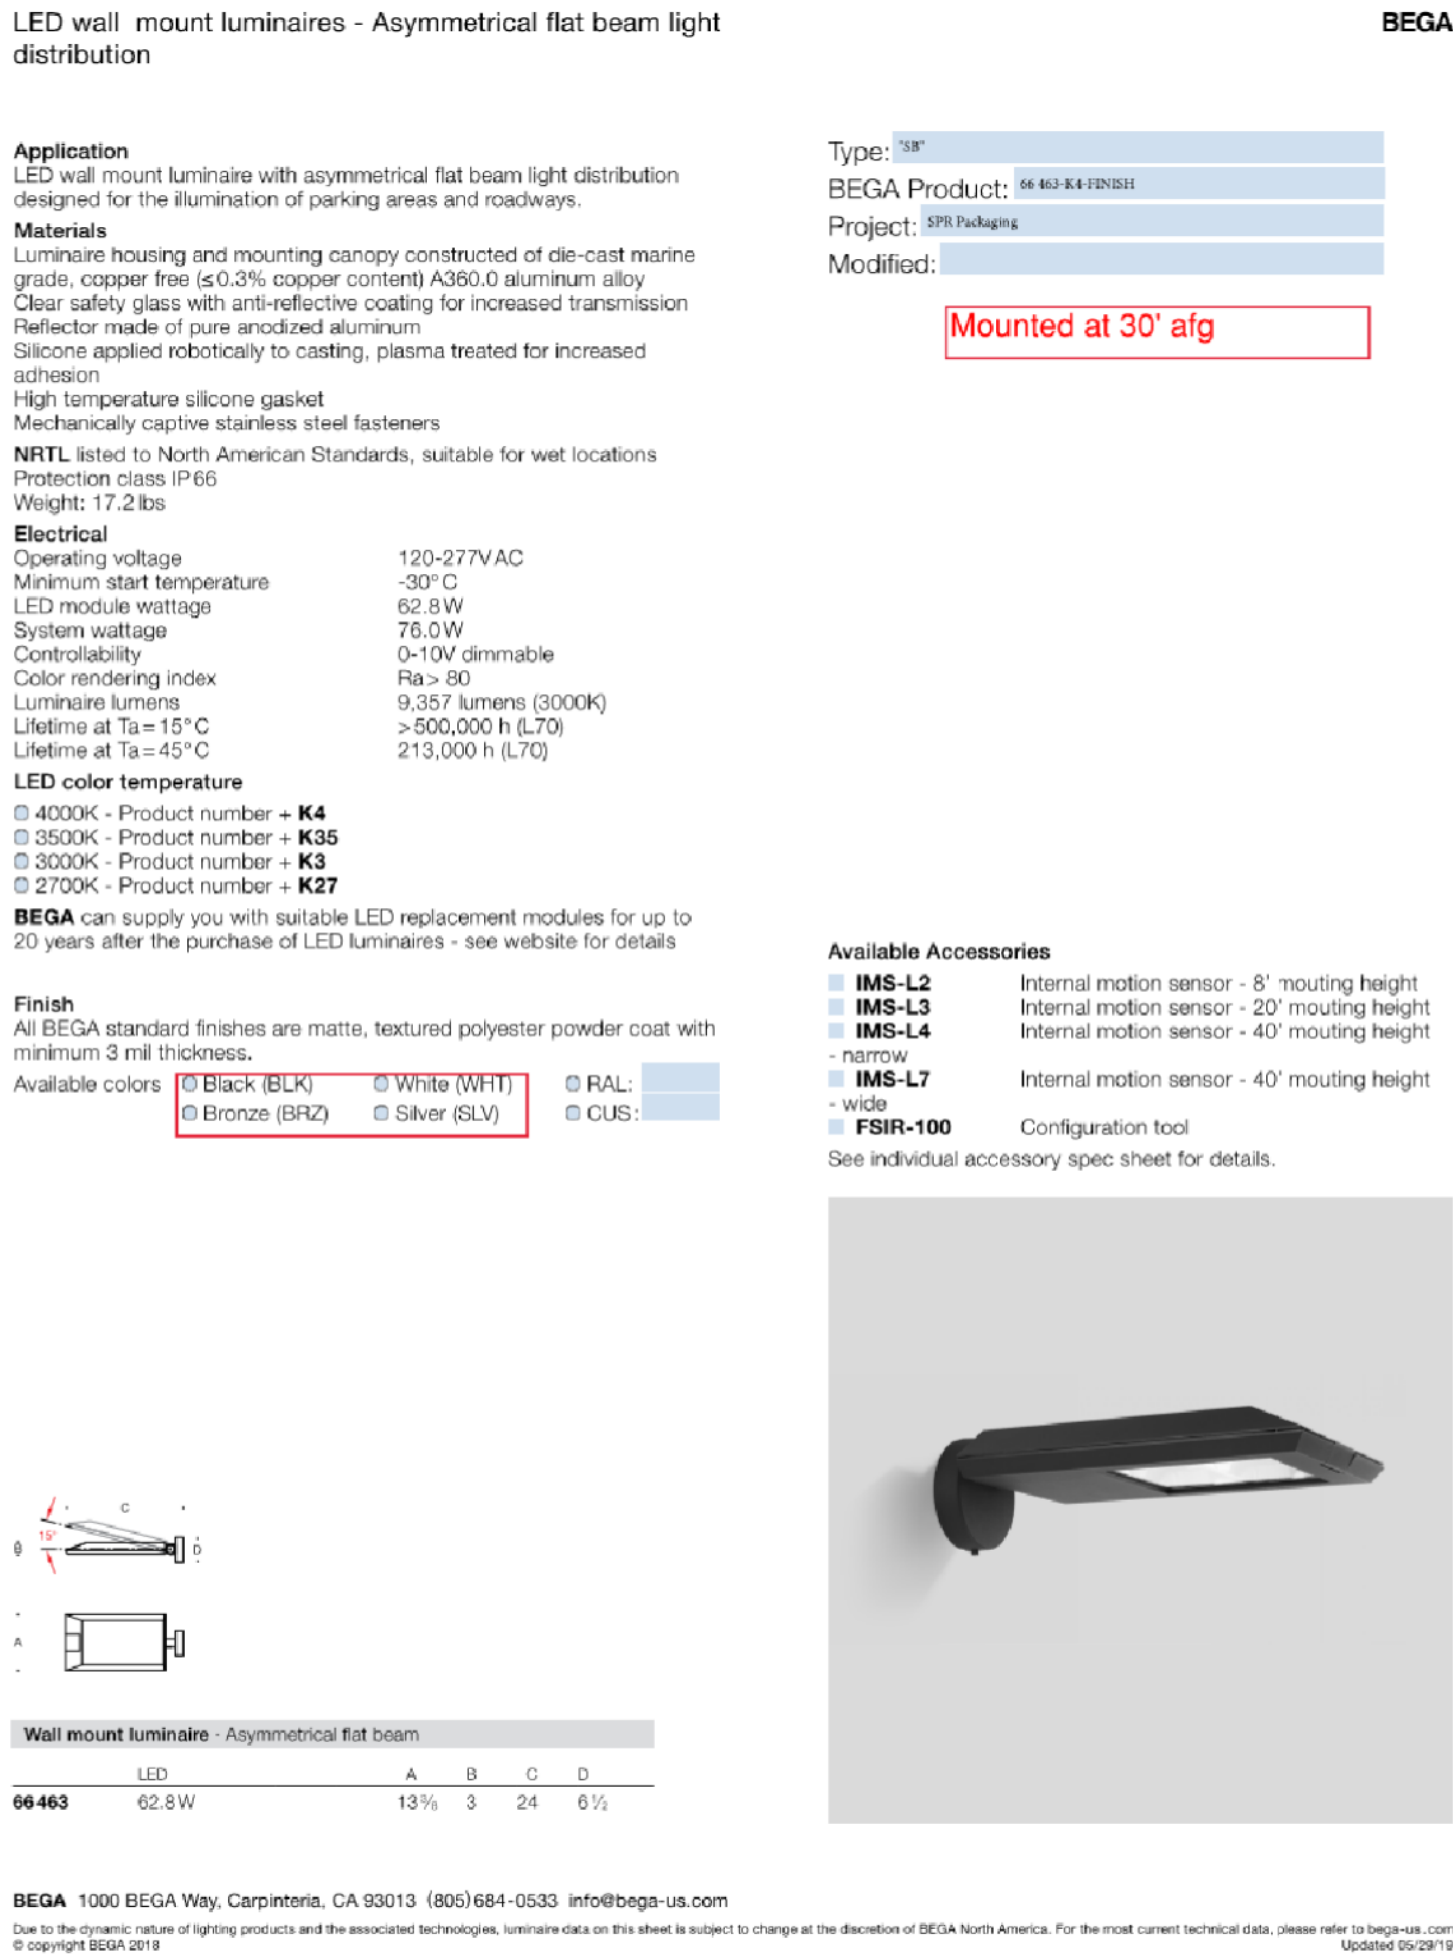 LED wall mount luminaires - Asymmetrical flat beam light
distribution
BEGA
Application
LED wall mount luminaire with asymmetrical flat beam light distribution
designed for the illumination of parking areas and roadways.
Materials
Luminaire housing and mounting canopy constructed of die-cast marine
grade, copper free (≤0.3% copper content) A360.0 aluminum alloy
Clear safety glass with anti-reflective coating for increased transmission
Reflector made of pure anodized aluminum
Silicone applied robotically to casting, plasma treated for increased
adhesion
High temperature silicone gasket
Mechanically captive stainless steel fasteners
NRTL listed to North American Standards, suitable for wet locations
Protection class IP66
Weight: 17.2 lbs
Electrical
Operating voltage 120-277V AC
Minimum start temperature -30° C
LED module wattage 62.8 W
System wattage 76.0 W
Controllability 0-10V dimmable
Color rendering index Ra > 80
Luminaire lumens 9,357 lumens (3000K)
Lifetime at Ta = 15° C >500,000 h (L70)
Lifetime at Ta = 45° C 213,000 h (L70)
LED color temperature
4000K - Product number + K4
3500K - Product number + K35
3000K - Product number + K3
2700K - Product number + K27
BEGA can supply you with suitable LED replacement modules for up to
20 years after the purchase of LED luminaires - see website for details
Finish
All BEGA standard finishes are matte, textured polyester powder coat with
minimum 3 mil thickness.
Available colors Black (BLK) White (WHT) RAL:
Bronze (BRZ) Silver (SLV) CUS:
Type: "SB"
BEGA Product: 66 463-K4-FINISH
Project: SPR Packaging
Modified:
Mounted at 30' afg
Available Accessories
IMS-L2 Internal motion sensor - 8' mouting height
IMS-L3 Internal motion sensor - 20' mouting height
IMS-L4 Internal motion sensor - 40' mouting height
- narrow
IMS-L7 Internal motion sensor - 40' mouting height
- wide
FSIR-100 Configuration tool
See individual accessory spec sheet for details.
C
15°
B D
A
Wall mount luminaire - Asymmetrical flat beam
LED A B C D
66 463 62.8 W 13 3 24 6 ½
BEGA 1000 BEGA Way, Carpinteria, CA 93013 (805) 684-0533 info@bega-us.com
Due to the dynamic nature of lighting products and the associated technologies, luminaire data on this sheet is subject to change at the discretion of BEGA North America. For the most current technical data, please refer to bega-us.com
© copyright BEGA 2018
Updated 05/29/19